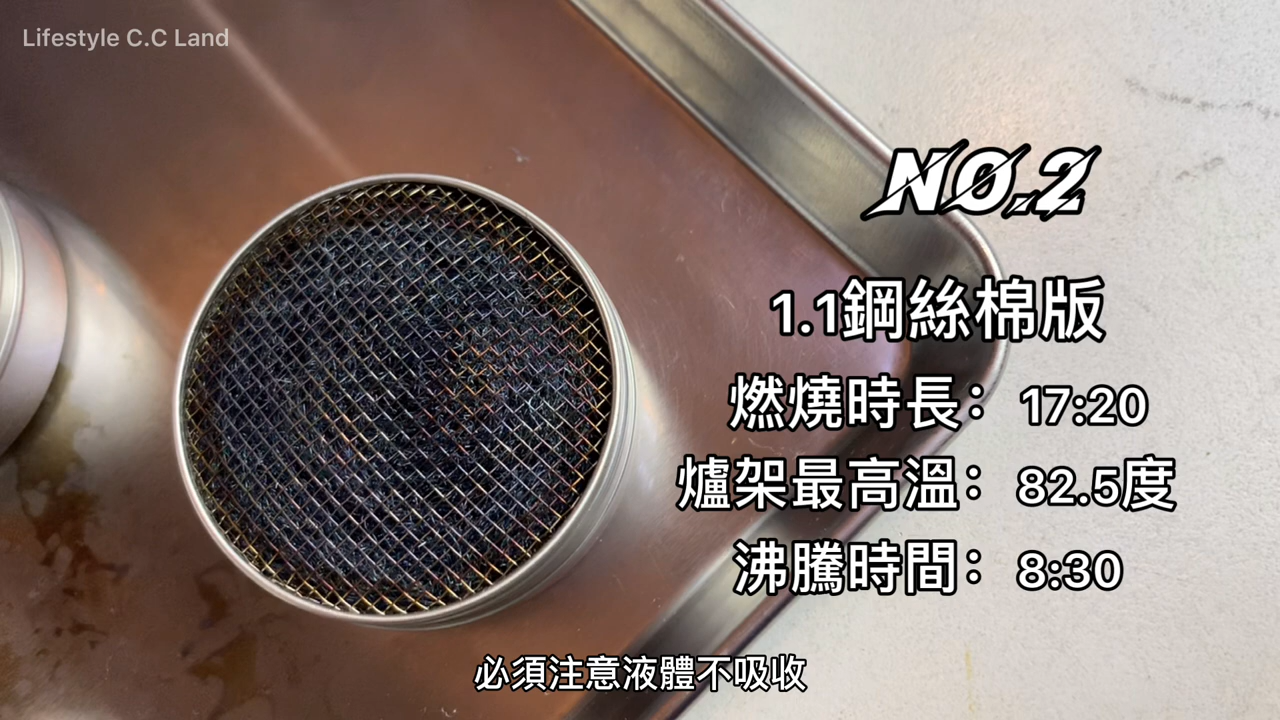 Lifestyle C.C Land
NO.2
1.1鋼絲棉版
燃燒時長：17:20
爐架最高溫：82.5度
沸騰時間：8:30
必須注意液體不吸收